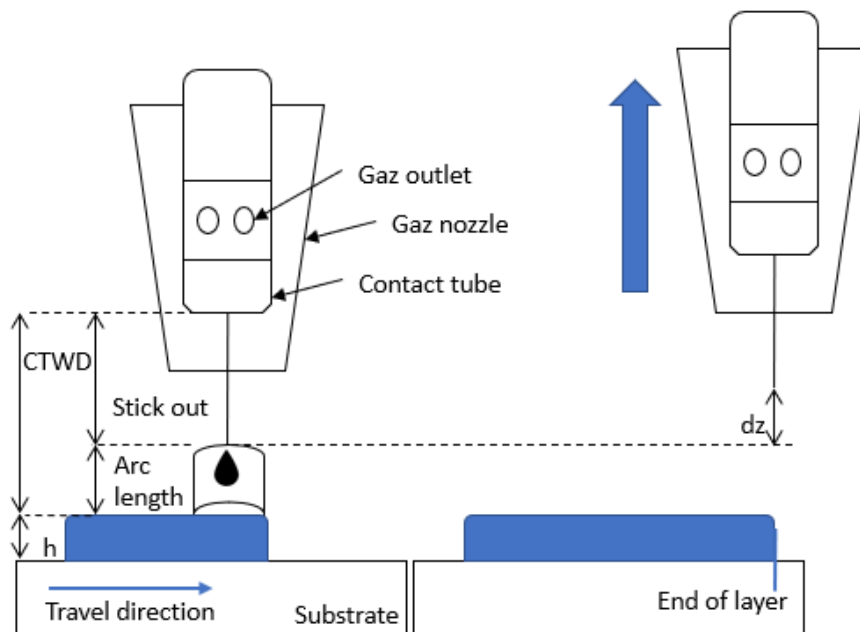 Gaz outlet
Gaz nozzle
Contact tube
CTWD
Stick out
Arc
length
h
Travel direction
Substrate
dz
End of layer